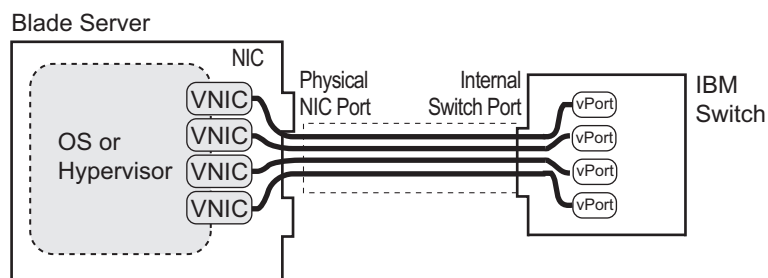 Blade Server
NIC
Physical
NIC Port
Internal
Switch Port
IBM
Switch
OS or
Hypervisor
VNIC
VNIC
VNIC
VNIC
vPort
vPort
vPort
vPort